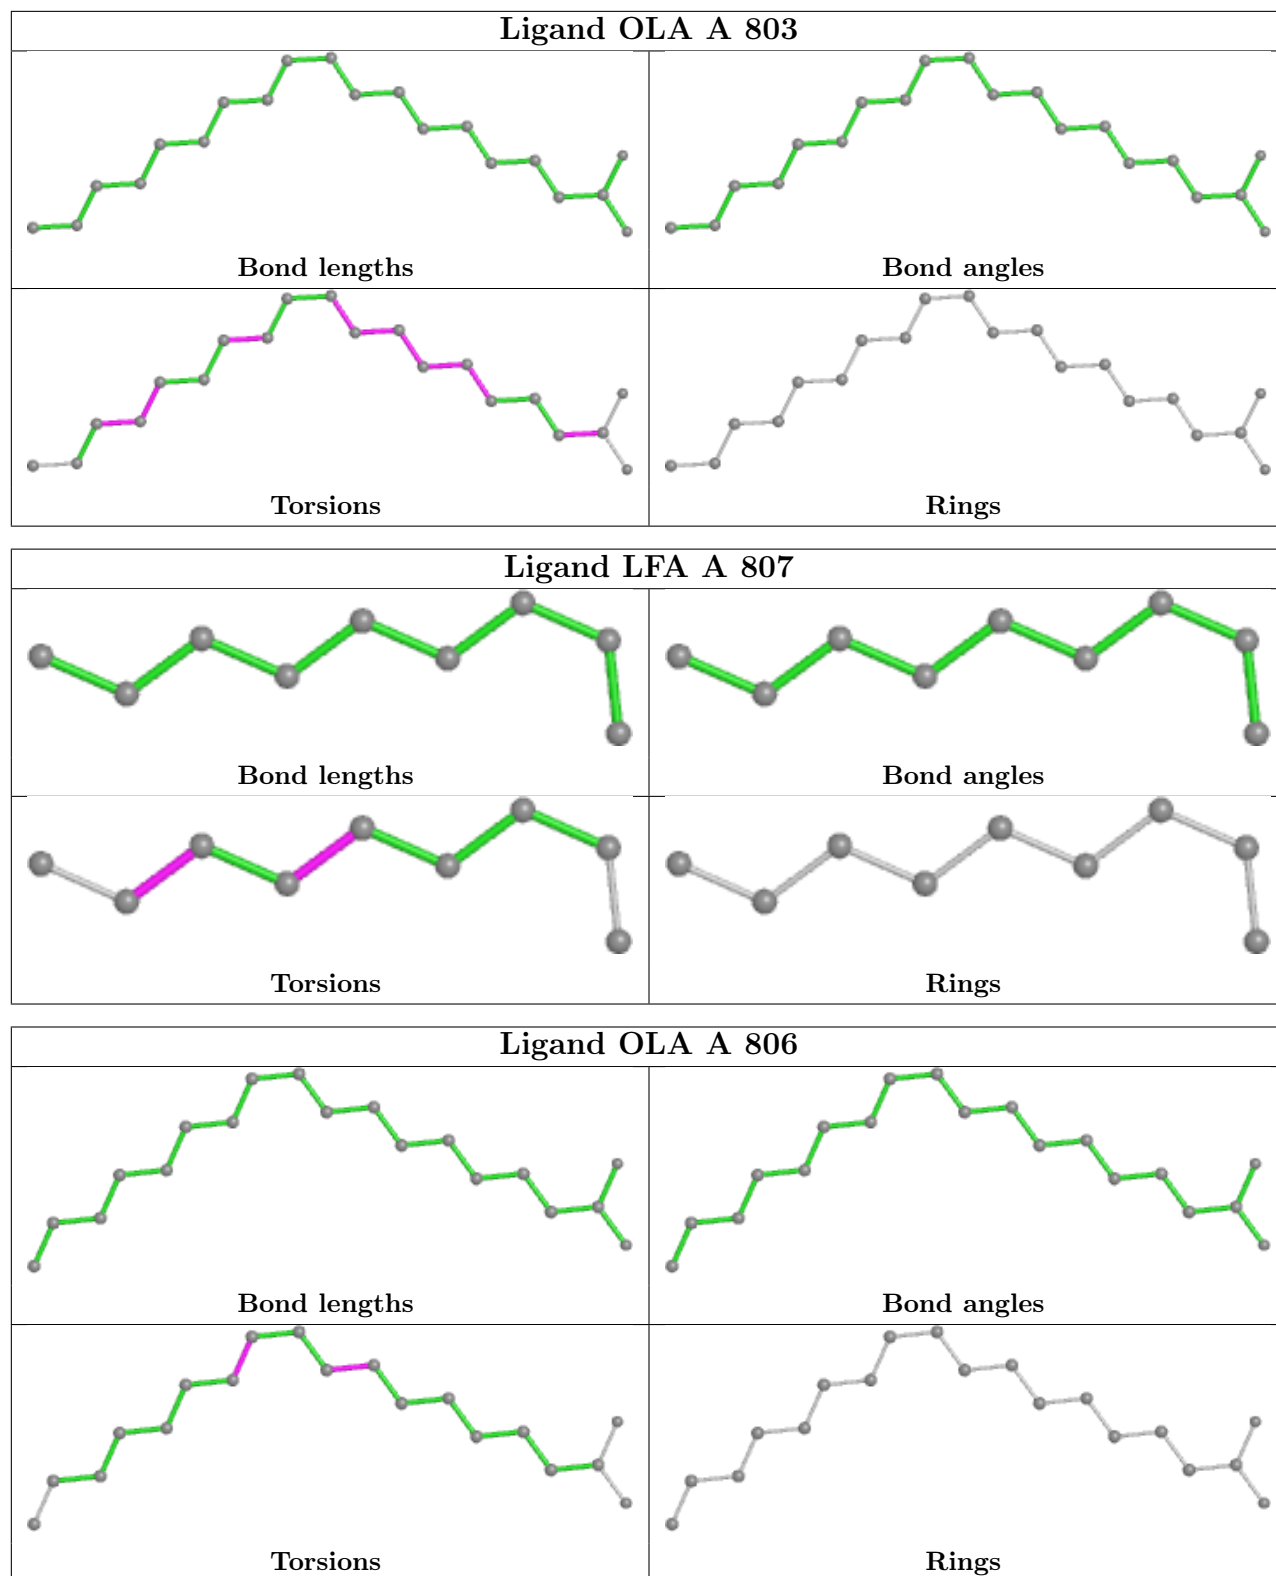 Ligand OLA A 803
Bond lengths
Bond angles
Torsions
Rings
Ligand LFA A 807
Bond lengths
Bond angles
Torsions
Rings
Ligand OLA A 806
Bond lengths
Bond angles
Torsions
Rings